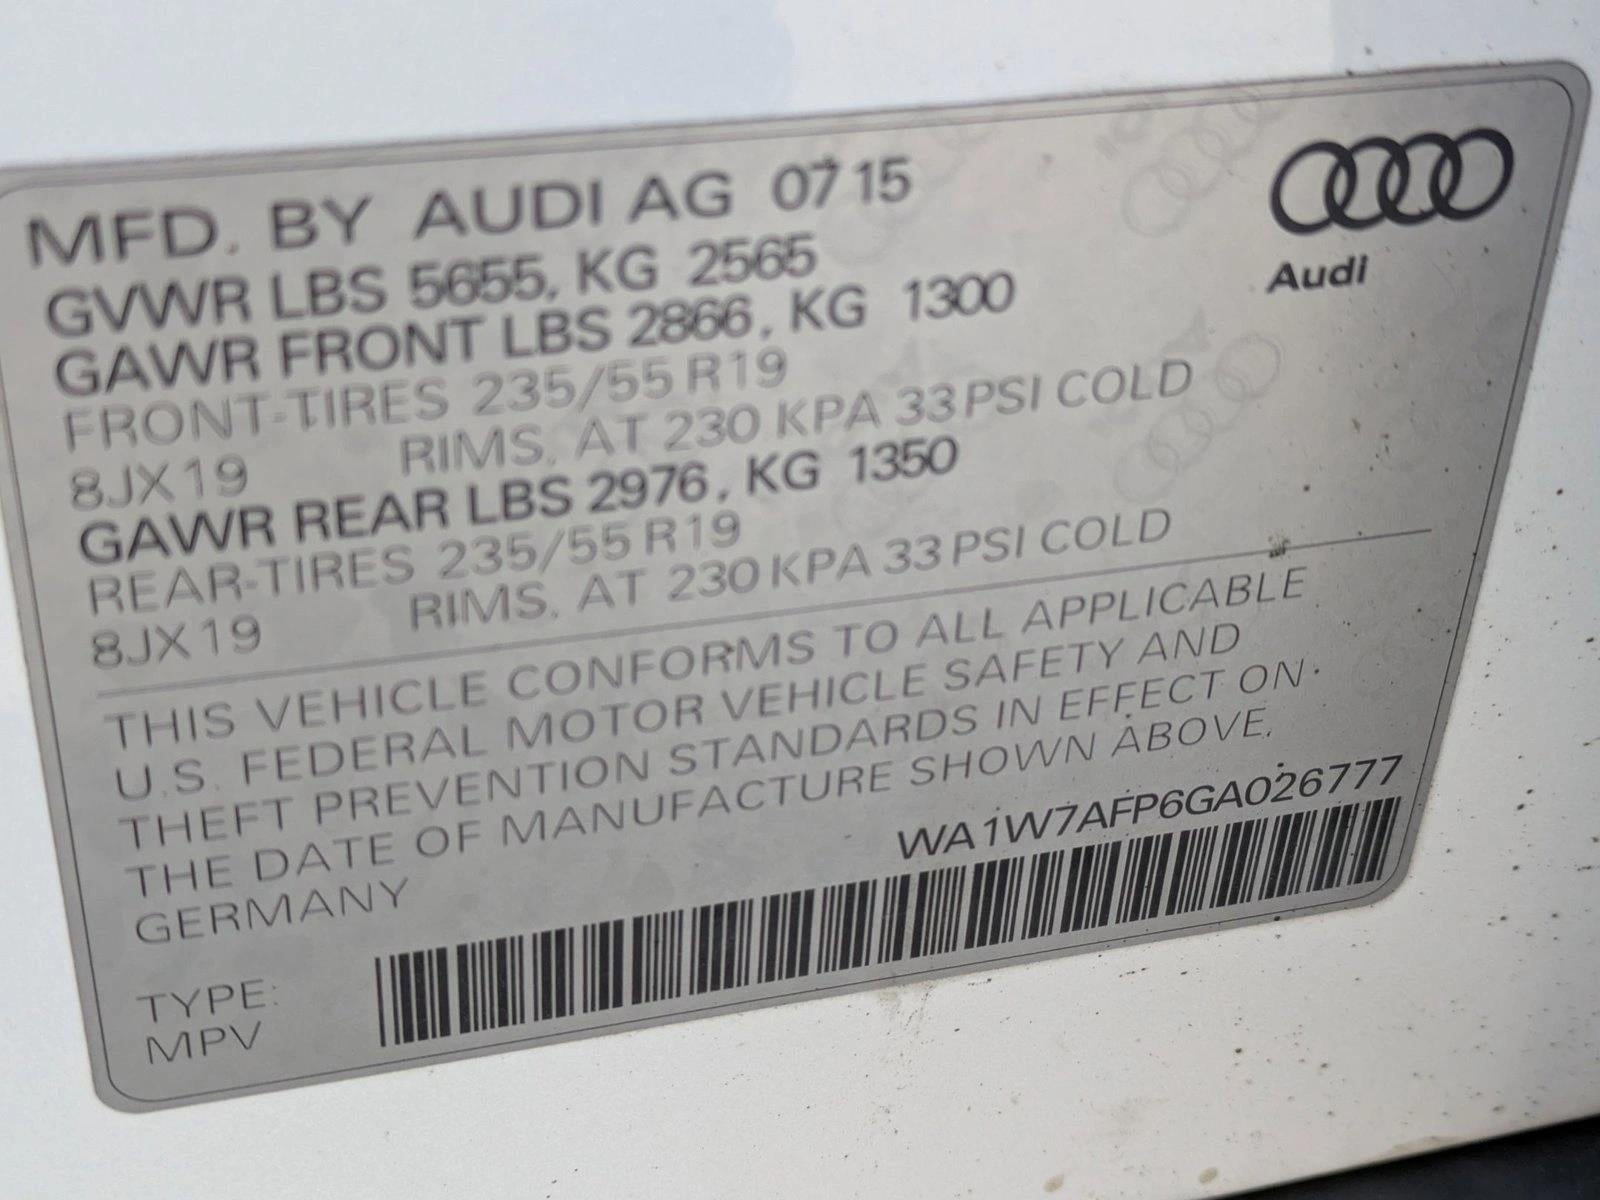 MFD. BY AUDI AG 07 15
GVWR LBS 5655, KG 2565
GAWR FRONT LBS 2866, KG 1300
FRONT-TIRES 235/55 R19
8JX19 RIMS. AT 230 KPA 33 PSI COLD
GAWR REAR LBS 2976, KG 1350
REAR-TIRES 235/55 R19
8JX19 RIMS. AT 230 KPA 33 PSI COLD
Audi
THIS VEHICLE CONFORMS TO ALL APPLICABLE
U.S. FEDERAL MOTOR VEHICLE SAFETY AND
THEFT PREVENTION STANDARDS IN EFFECT ON
THE DATE OF MANUFACTURE SHOWN ABOVE.
GERMANY
WA1W7AFP6GA026777
TYPE:
MPV